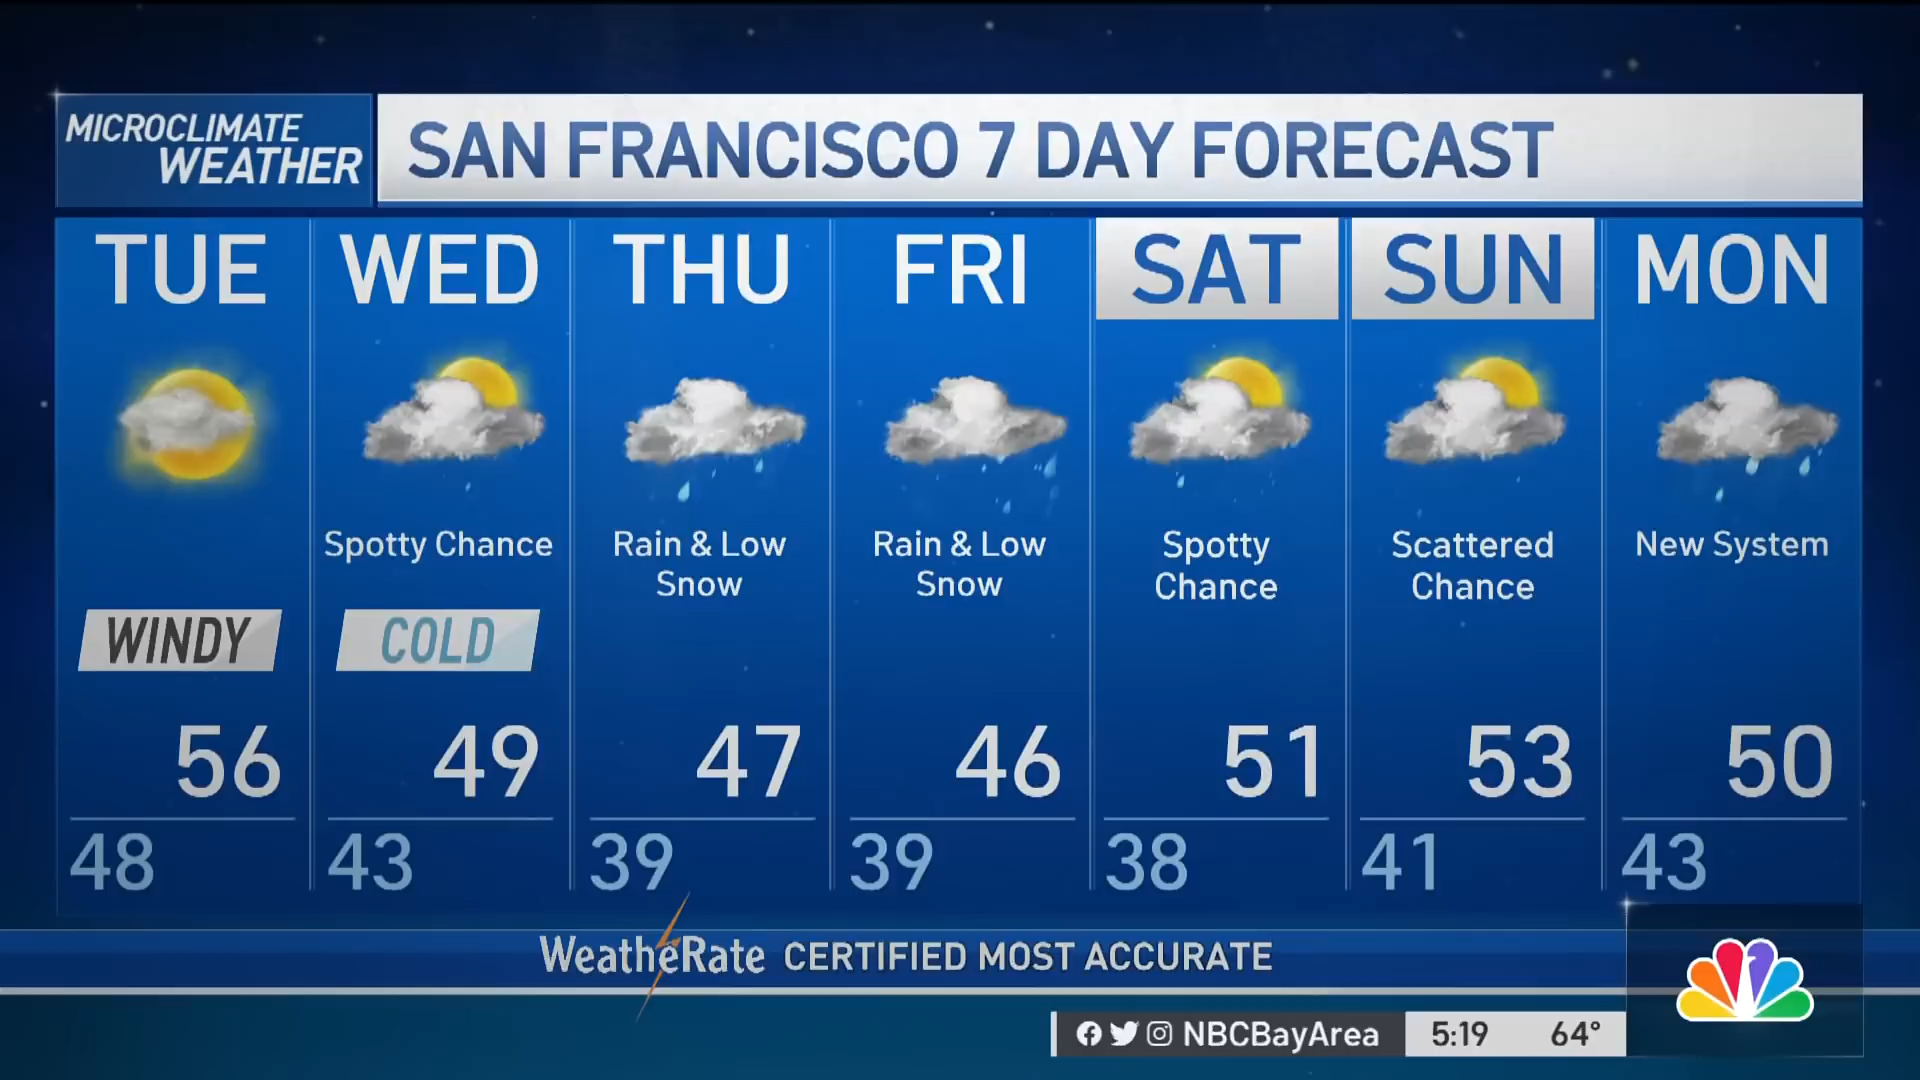 MICROCLIMATE
WEATHER
SAN FRANCISCO 7 DAY FORECAST
TUE
WINDY
56
48
WED
Spotty Chance
COLD
49
43
THU
Rain & Low
Snow
47
39
FRI
Rain & Low
Snow
46
39
SAT
Spotty
Chance
51
38
SUN
Scattered
Chance
53
41
MON
New System
50
43
WeatheRate CERTIFIED MOST ACCURATE
NBCBayArea 5:19 64°